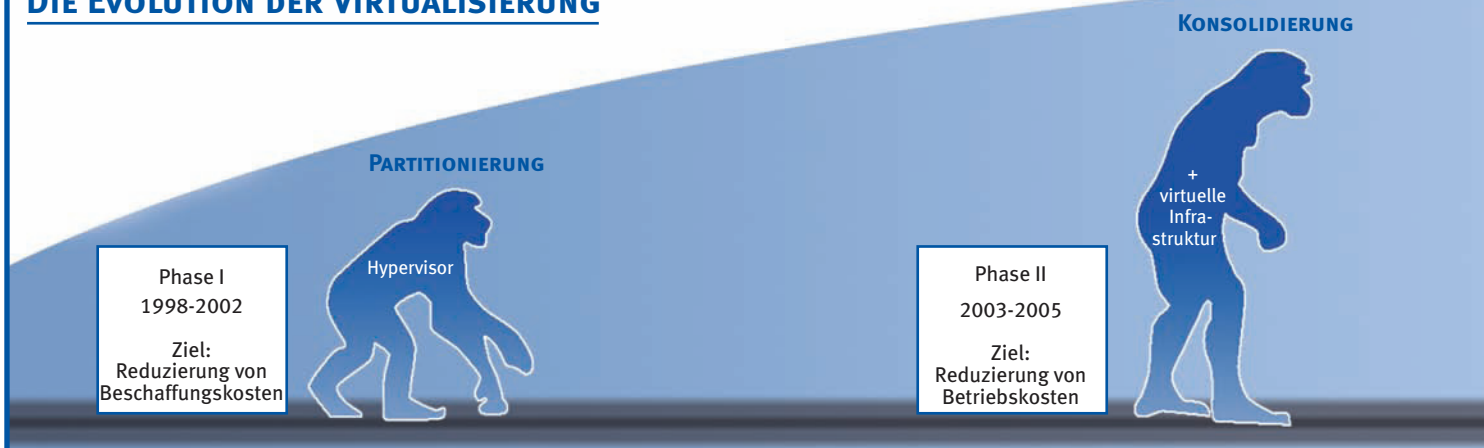 DIE EVOLUTION DER VIRTUALISIERUNG
KONSOLIDIERUNG
PARTITIONIERUNG
Hypervisor
Phase I
1998-2002
Ziel:
Reduzierung von
Beschaffungskosten
+
virtuelle
Infra-
struktur
Phase II
2003-2005
Ziel:
Reduzierung von
Betriebskosten